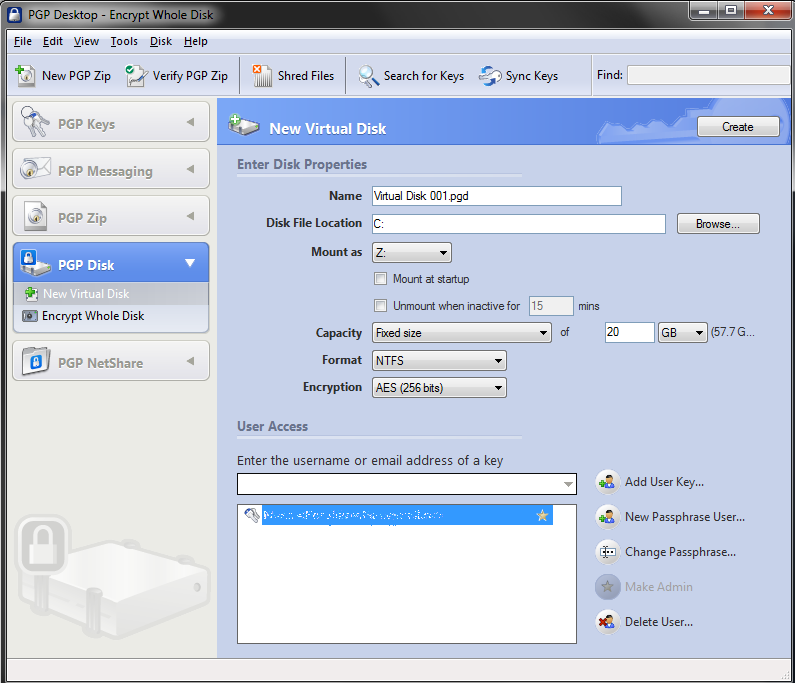 PGP Desktop - Encrypt Whole Disk
File Edit View Tools Disk Help
New PGP Zip Verify PGP Zip Shred Files Search for Keys Sync Keys Find:
PGP Keys
PGP Messaging
PGP Zip
PGP Disk
New Virtual Disk
Encrypt Whole Disk
PGP NetShare
New Virtual Disk Create
Enter Disk Properties
Name Virtual Disk 001.pgd
Disk File Location C: Browse...
Mount as Z:
Mount at startup
Unmount when inactive for 15 mins
Capacity Fixed size of 20 GB (57.7 G...
Format NTFS
Encryption AES (256 bits)
User Access
Enter the username or email address of a key
Add User Key...
New Passphrase User...
Change Passphrase...
Make Admin
Delete User...